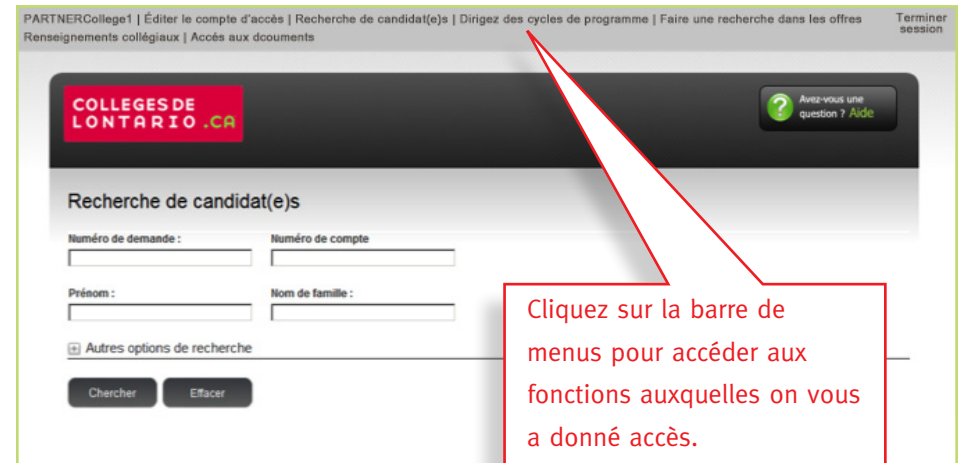 PARTNERCollege1 | Éditer le compte d'accès | Recherche de candidat(e)s | Dirigez des cycles de programme | Faire une recherche dans les offres
Renseignements collégiaux | Accés aux dcouments
Terminer
session
COLLEGES DE
LONTARIO.CA
Avez-vous une
question ? Aide
Recherche de candidat(e)s
Numéro de demande :
Numéro de compte
Prénom :
Nom de famille :
Autres options de recherche
Chercher
Effacer
Cliquez sur la barre de
menus pour accéder aux
fonctions auxquelles on vous
a donné accès.